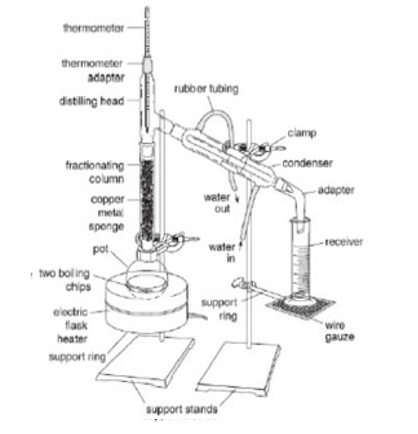 thermometer
thermometer
adapter
distilling head
rubber tubing
clamp
condenser
fractionating
column
adapter
copper
metal
sponge
water
out
receiver
water
in
pot
two boiling
chips
support
ring
electric
flask
heater
wire
gauze
support ring
support stands